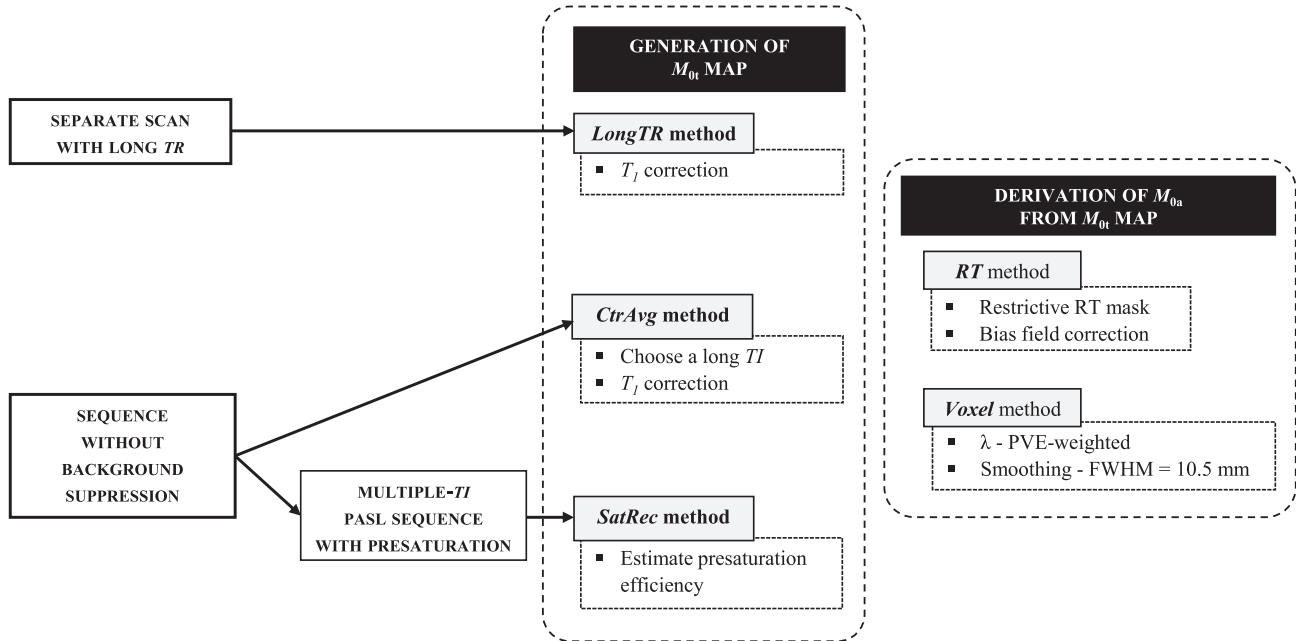 GENERATION OF
M0t MAP
SEPARATE SCAN
WITH LONG TR
LongTR method
▪ T1 correction
CtrAvg method
▪ Choose a long TI
▪ T1 correction
SEQUENCE
WITHOUT
BACKGROUND
SUPPRESSION
MULTIPLE-TI
PASL SEQUENCE
WITH PRESATURATION
SatRec method
▪ Estimate presaturation
efficiency
DERIVATION OF M0a
FROM M0t MAP
RT method
▪ Restrictive RT mask
▪ Bias field correction
Voxel method
▪ λ - PVE-weighted
▪ Smoothing - FWHM = 10.5 mm